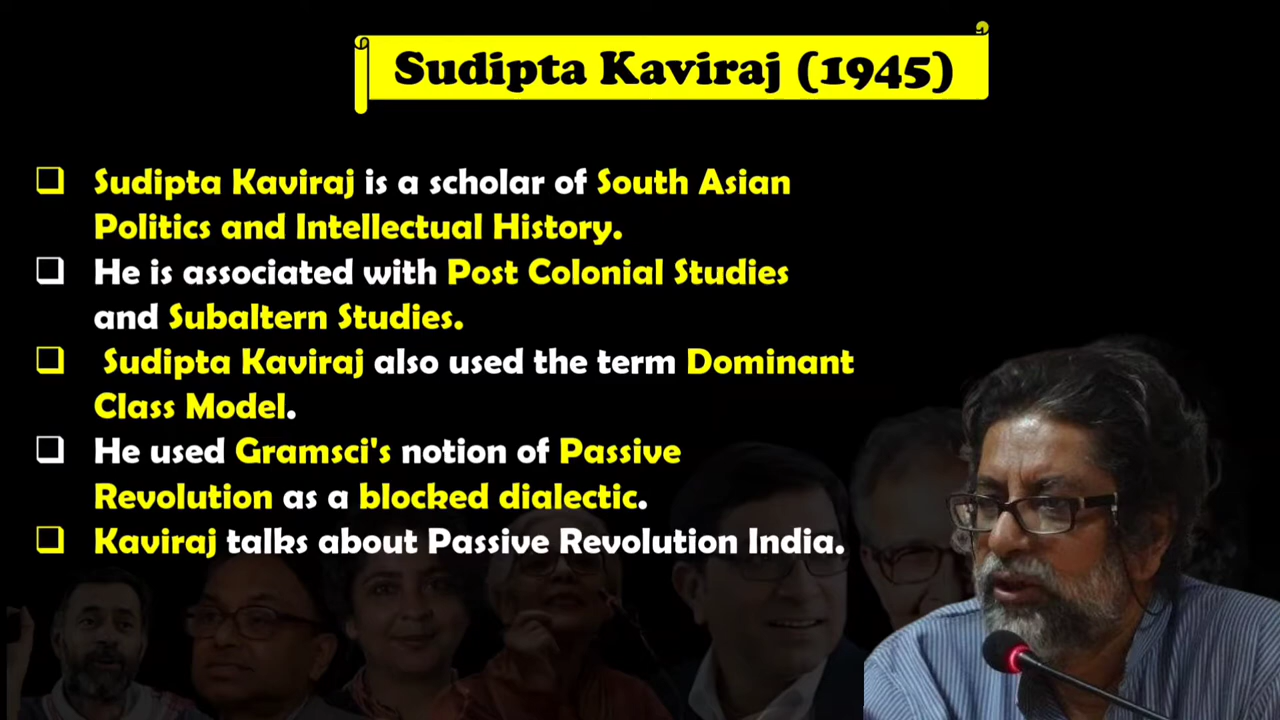 Sudipta Kaviraj (1945)
Sudipta Kaviraj is a scholar of South Asian
Politics and Intellectual History.
He is associated with Post Colonial Studies
and Subaltern Studies.
Sudipta Kaviraj also used the term Dominant
Class Model.
He used Gramsci's notion of Passive
Revolution as a blocked dialectic.
Kaviraj talks about Passive Revolution India.